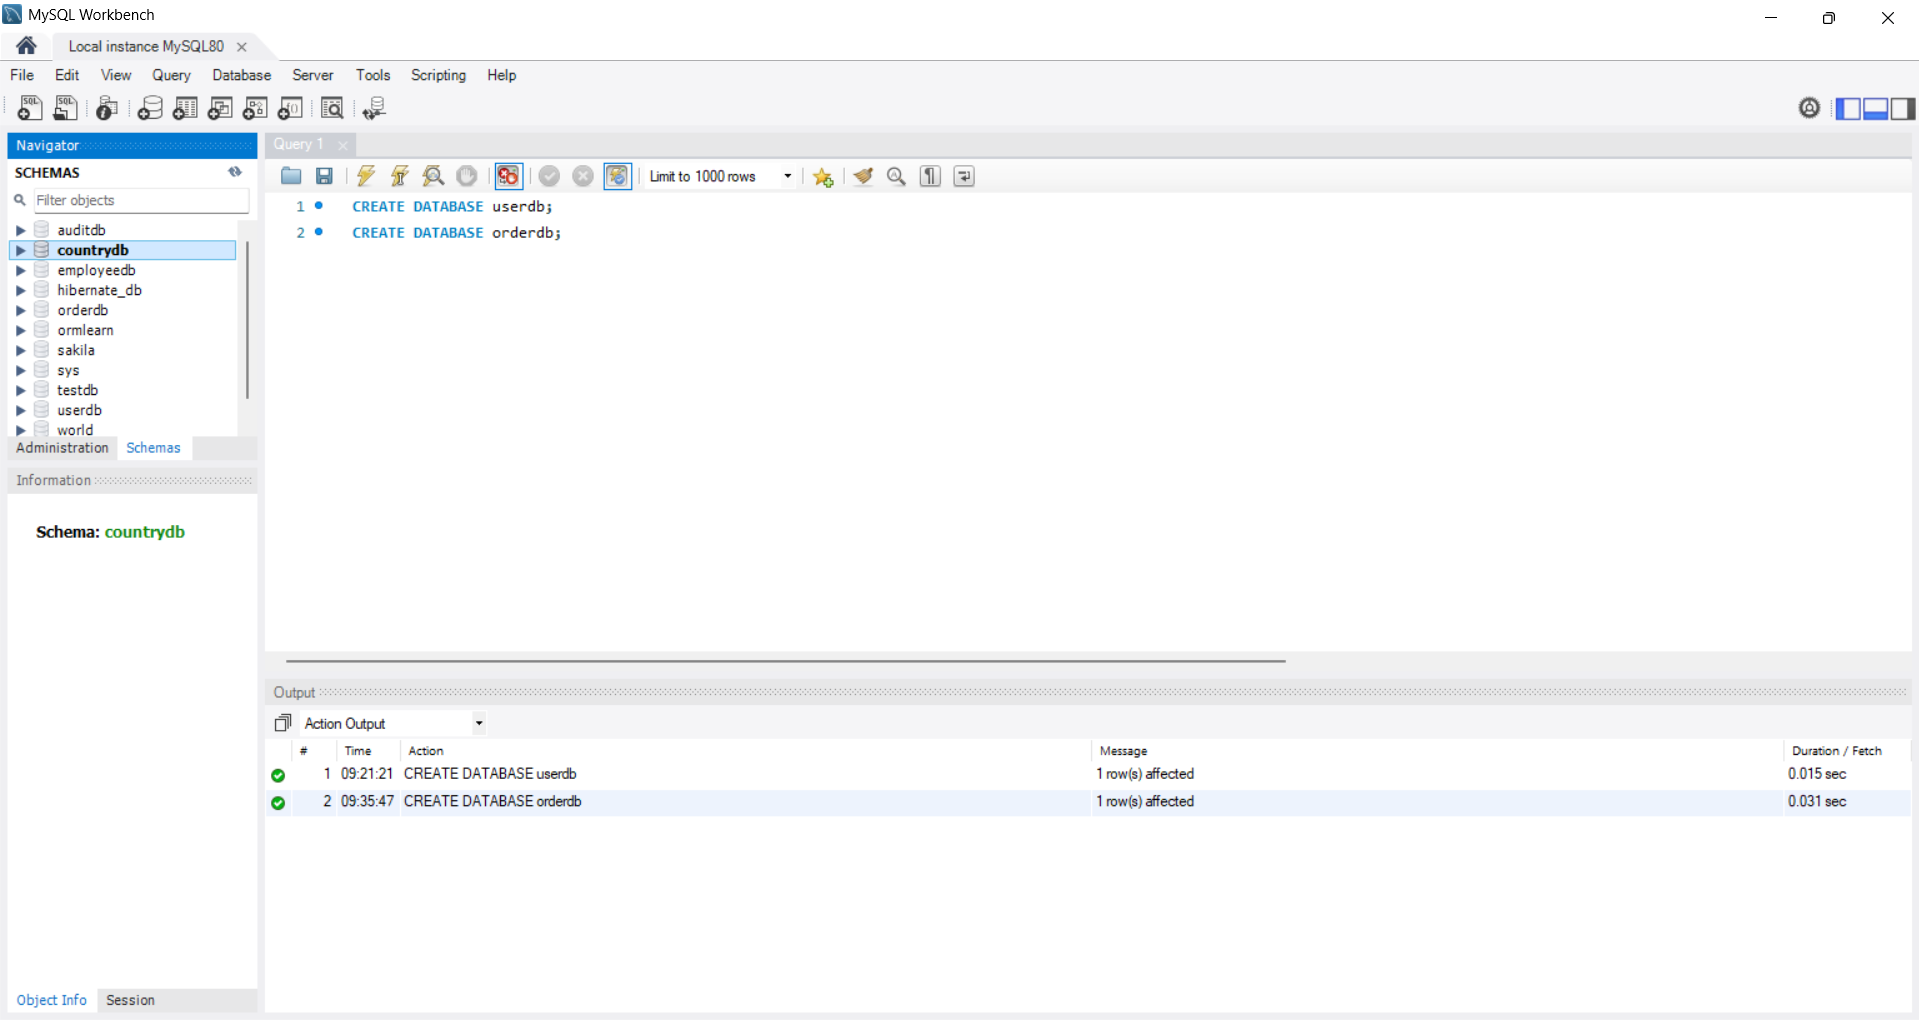 MySQL Workbench
Local instance MySQL80
File Edit View Query Database Server Tools Scripting Help
Navigator
SCHEMAS
Filter objects
auditdb
countrydb
employeedb
hibernate_db
orderdb
ormlearn
sakila
sys
testdb
userdb
world
Administration Schemas
Information
Schema: countrydb
Object Info Session
Query 1
Limit to 1000 rows
1 CREATE DATABASE userdb;
2 CREATE DATABASE orderdb;
Output
Action Output
# Time Action Message Duration / Fetch
1 09:21:21 CREATE DATABASE userdb 1 row(s) affected 0.015 sec
2 09:35:47 CREATE DATABASE orderdb 1 row(s) affected 0.031 sec